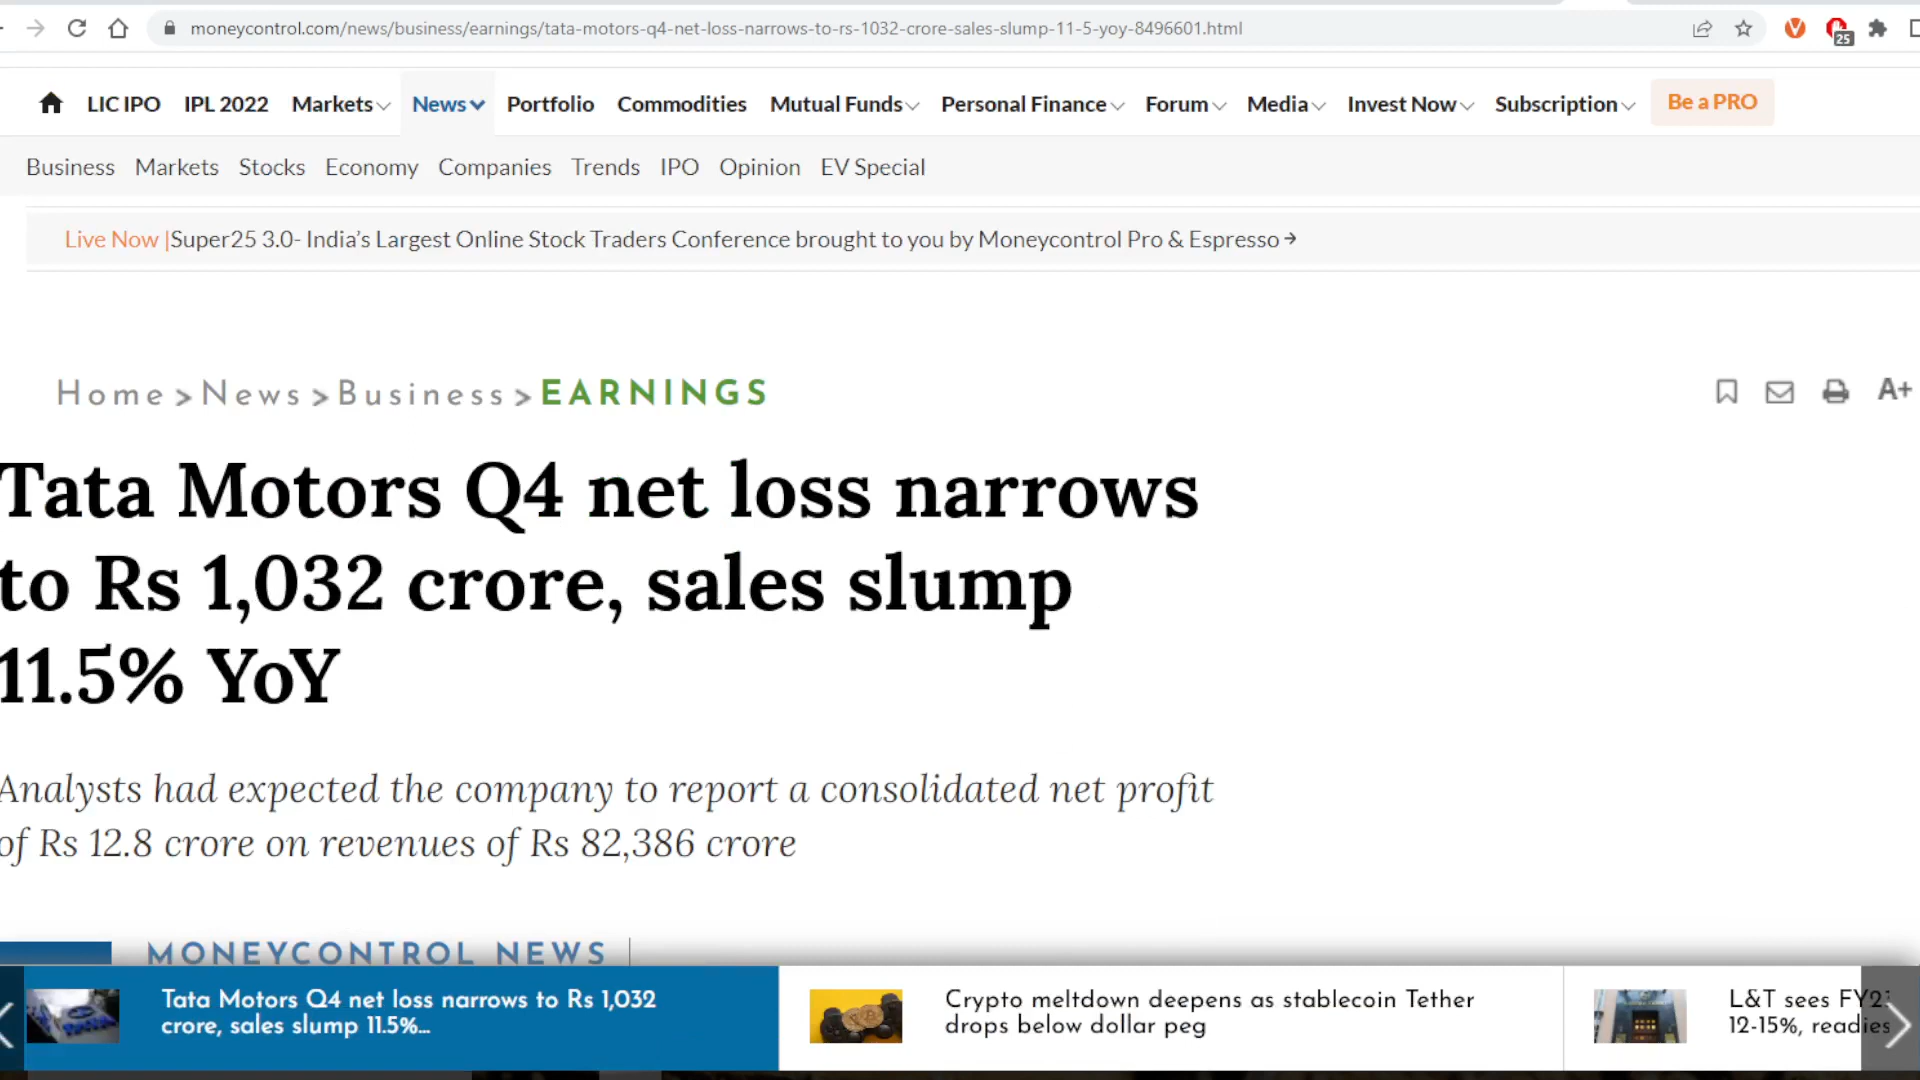 moneycontrol.com/news/business/earnings/tata-motors-q4-net-loss-narrows-to-rs-1032-crore-sales-slump-11-5-yoy-8496601.html
25
LIC IPO IPL 2022 Markets News Portfolio Commodities Mutual Funds Personal Finance Forum Media Invest Now Subscription Be a PRO
Business Markets Stocks Economy Companies Trends IPO Opinion EV Special
Live Now |Super25 3.0- India’s Largest Online Stock Traders Conference brought to you by Moneycontrol Pro & Espresso
Home > News > Business > EARNINGS
A+
Tata Motors Q4 net loss narrows
to Rs 1,032 crore, sales slump
11.5% YoY
Analysts had expected the company to report a consolidated net profit
of Rs 12.8 crore on revenues of Rs 82,386 crore
MONEYCONTROL NEWS
Tata Motors Q4 net loss narrows to Rs 1,032
crore, sales slump 11.5%...
Crypto meltdown deepens as stablecoin Tether
drops below dollar peg
L&T sees FY23
12-15%, readies